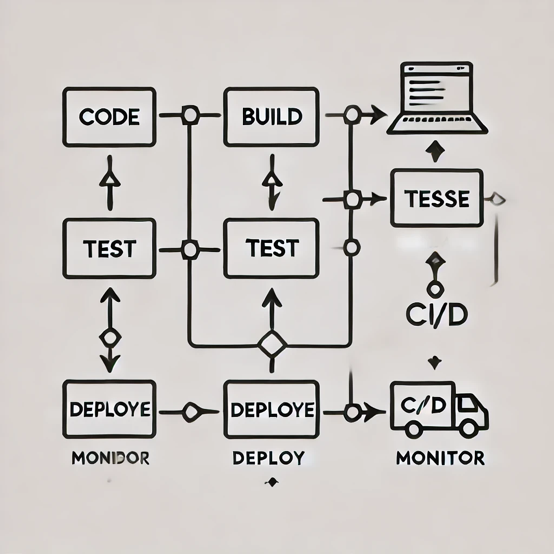 CODE
BUILD
TESSE
TEST
TEST
CI/D
DEPLOYE
DEPLOYE
C/D
MONIDOR
DEPLOY
MONITOR